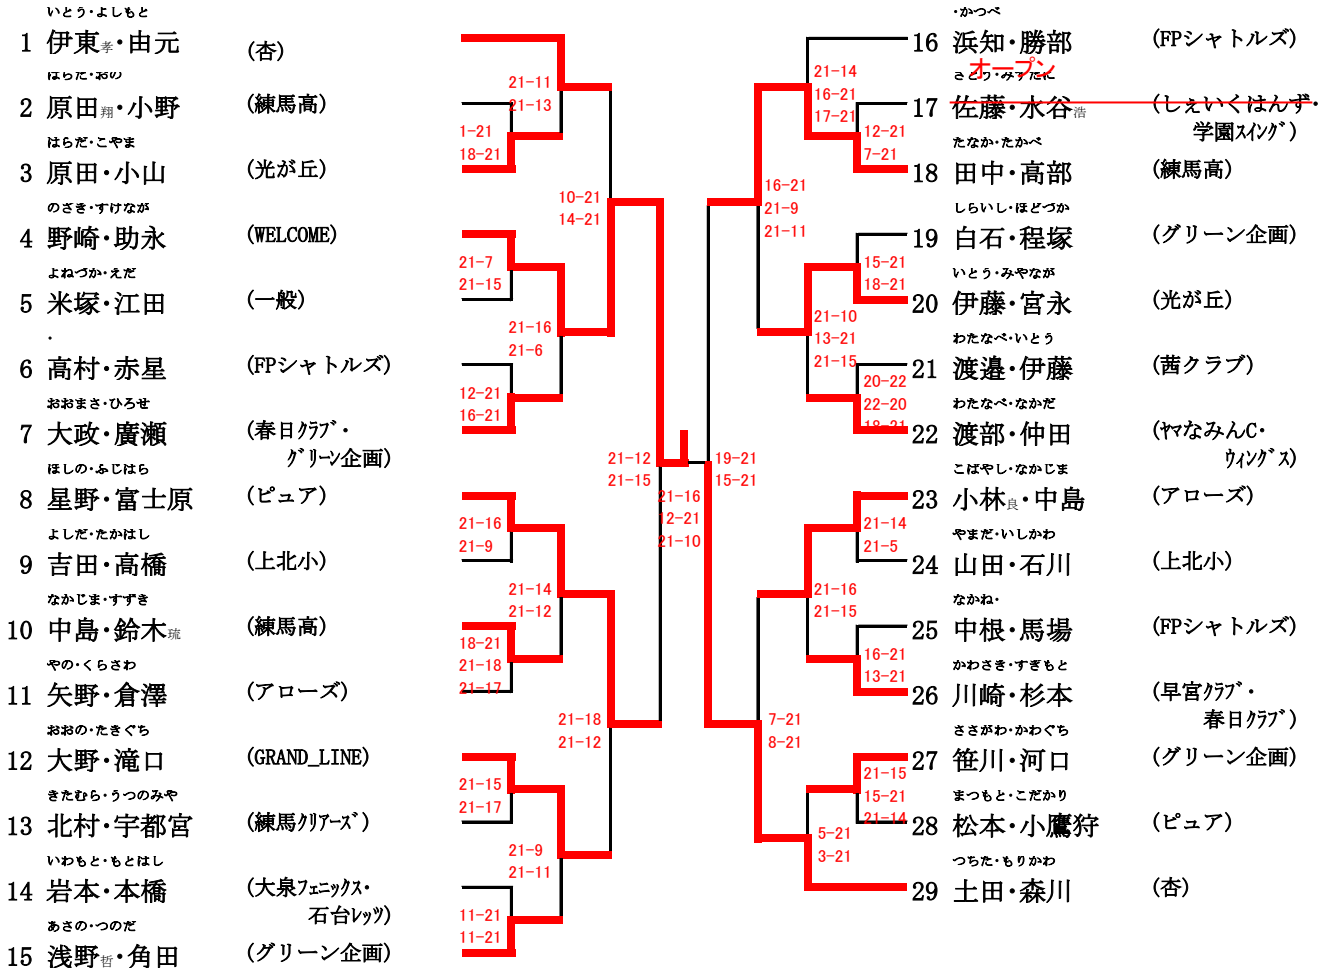 いとう・よしもと
1 伊東孝・由元 (杏)
はらだ・おの
2 原田翔・小野 (練馬高)
はらだ・こやま
3 原田・小山 (光が丘)
のさき・すけなが
4 野崎・助永 (WELCOME)
よねづか・えだ
5 米塚・江田 (一般)
・
6 高村・赤星 (FPシャトルズ)
おおまさ・ひろせ
7 大政・廣瀬 (春日クラブ・
グリーン企画)
ほしの・ふじはら
8 星野・富士原 (ピュア)
よしだ・たかはし
9 吉田・高橋 (上北小)
なかじま・すずき
10 中島・鈴木琉 (練馬高)
やの・くらさわ
11 矢野・倉澤 (アローズ)
おおの・たきぐち
12 大野・滝口 (GRAND_LINE)
きたむら・うつのみや
13 北村・宇都宮 (練馬クリアーズ)
いわもと・もとはし
14 岩本・本橋 (大泉フェニックス・
石台レッツ)
あさの・つのだ
15 浅野哲・角田 (グリーン企画)
21-11
21-13
1-21
18-21
10-21
14-21
21-7
21-15
21-16
21-6
12-21
16-21
21-12
21-15
21-16
21-9
21-14
21-12
18-21
21-18
21-17
21-18
21-12
21-15
21-17
21-9
21-11
11-21
11-21
21-16
12-21
21-10
19-21
15-21
21-14
16-21
17-21
12-21
7-21
16-21
21-9
21-11
15-21
18-21
21-10
13-21
21-15
20-22
22-20
18-21
21-14
21-5
21-16
21-15
16-21
13-21
7-21
8-21
21-15
15-21
21-14
5-21
3-21
・かつべ
16 浜知・勝部 (FPシャトルズ)
オープン
さとう・みずたに
17 佐藤・水谷浩 (しぇいくはんず・
学園スイング)
たなか・たかべ
18 田中・高部 (練馬高)
しらいし・ほどづか
19 白石・程塚 (グリーン企画)
いとう・みやなが
20 伊藤・宮永 (光が丘)
わたなべ・いとう
21 渡邉・伊藤 (茜クラブ)
わたなべ・なかだ
22 渡部・仲田 (ヤマなみんC・
ウィングス)
こばやし・なかじま
23 小林良・中島 (アローズ)
やまだ・いしかわ
24 山田・石川 (上北小)
なかね・
25 中根・馬場 (FPシャトルズ)
かわさき・すぎもと
26 川崎・杉本 (早宮クラブ・
春日クラブ)
ささがわ・かわぐち
27 笹川・河口 (グリーン企画)
まつもと・こだかり
28 松本・小鷹狩 (ピュア)
つちた・もりかわ
29 土田・森川 (杏)